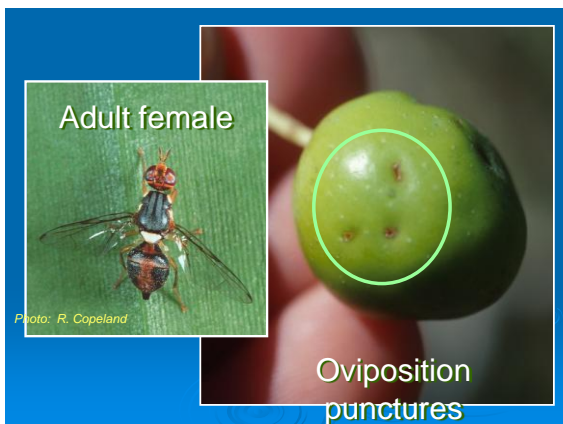 Adult female
Photo: R. Copeland
Oviposition
punctures